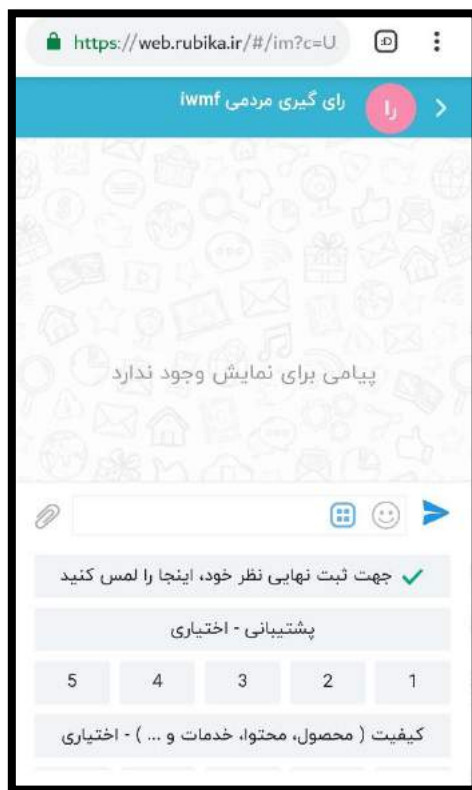 https://web.rubika.ir/#/im?c=U
:D
رای گیری مردمی iwmf
را
پیامی برای نمایش وجود ندارد
جهت ثبت نهایی نظر خود، اینجا را لمس کنید
پشتیبانی - اختیاری
1 2 3 4 5
کیفیت ( محصول، محتوا، خدمات و ... ) - اختیاری